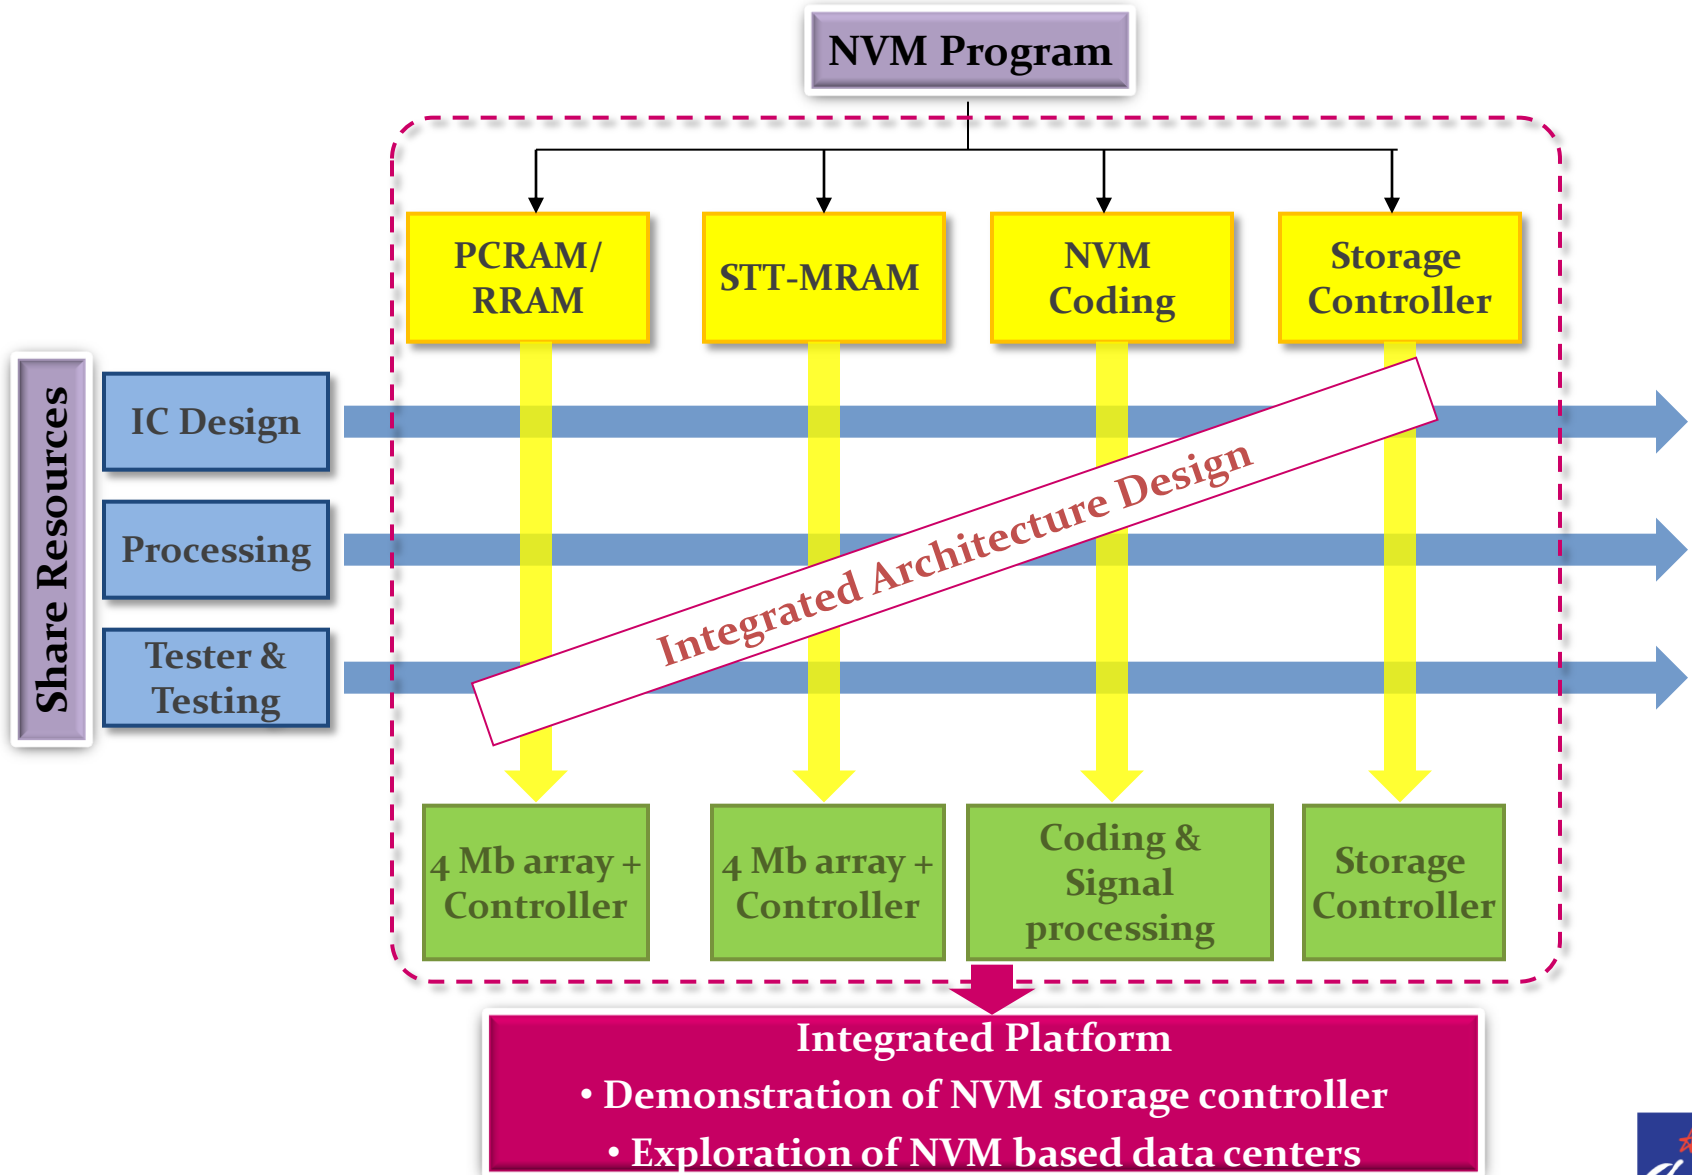 NVM Program
PCRAM/
RRAM
STT-MRAM
NVM
Coding
Storage
Controller
Share Resources
IC Design
Processing
Tester &
Testing
Integrated Architecture Design
4 Mb array +
Controller
4 Mb array +
Controller
Coding &
Signal
processing
Storage
Controller
Integrated Platform
• Demonstration of NVM storage controller
• Exploration of NVM based data centers